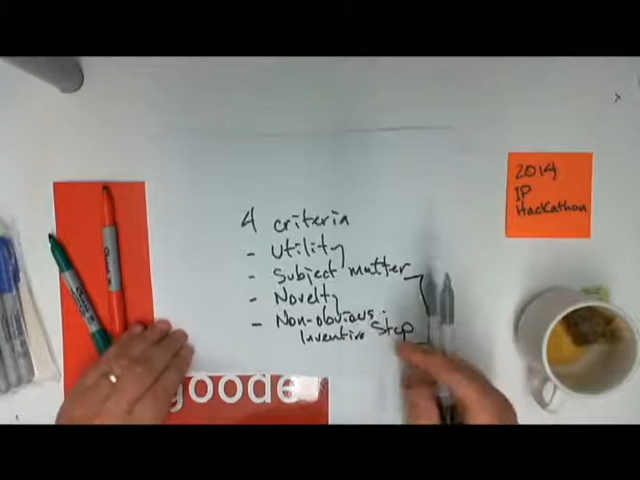 4 criteria
- Utility
- Subject matter
- Novelty
- Non-obvious.
Inventive Step
2014
IP
HacKathon
goode